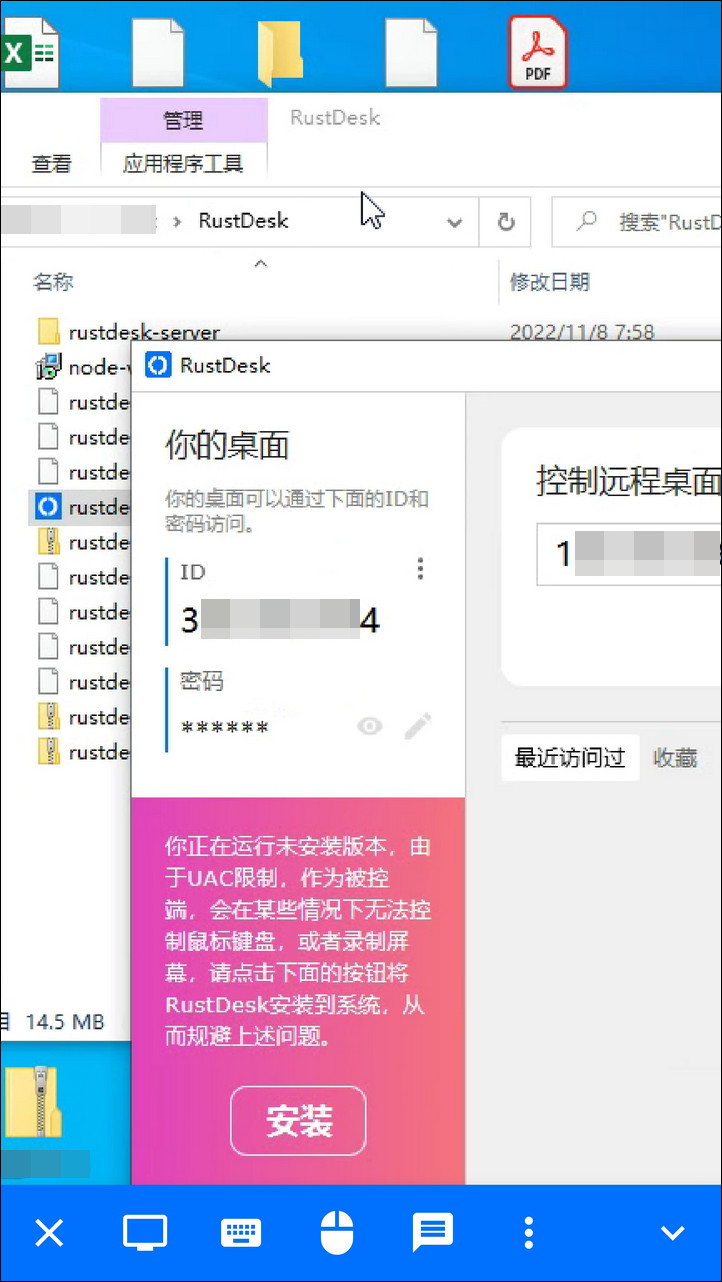 X
PDF
管理
RustDesk
查看
应用程序工具
RustDesk
搜索"RustD
名称
修改日期
rustdesk-server
2022/11/8 7:58
node-
RustDesk
rustde
rustde
rustde
rustde
rustde
rustde
rustde
rustde
rustde
rustde
rustde
你的桌面
你的桌面可以通过下面的ID和
密码访问。
ID
3
4
密码
******
控制远程桌面
1
最近访问过
收藏
你正在运行未安装版本，由
于UAC限制，作为被控
端，会在某些情况下无法控
制鼠标键盘，或者录制屏
幕，请点击下面的按钮将
RustDesk安装到系统，从
而规避上述问题。
安装
14.5 MB